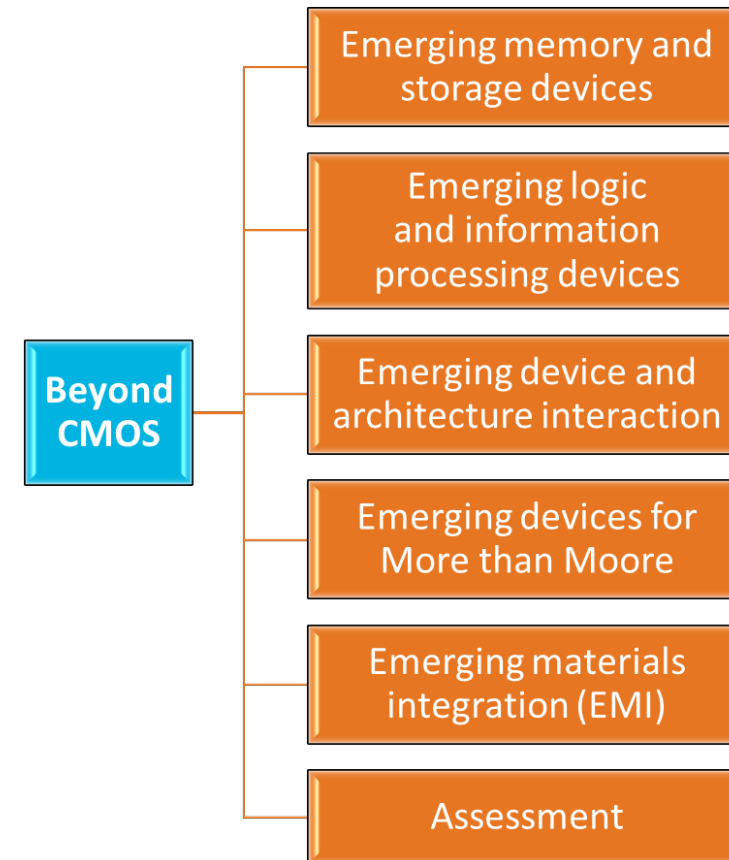 Emerging memory and
storage devices
Emerging logic
and information
processing devices
Beyond
CMOS
Emerging device and
architecture interaction
Emerging devices for
More than Moore
Emerging materials
integration (EMI)
Assessment